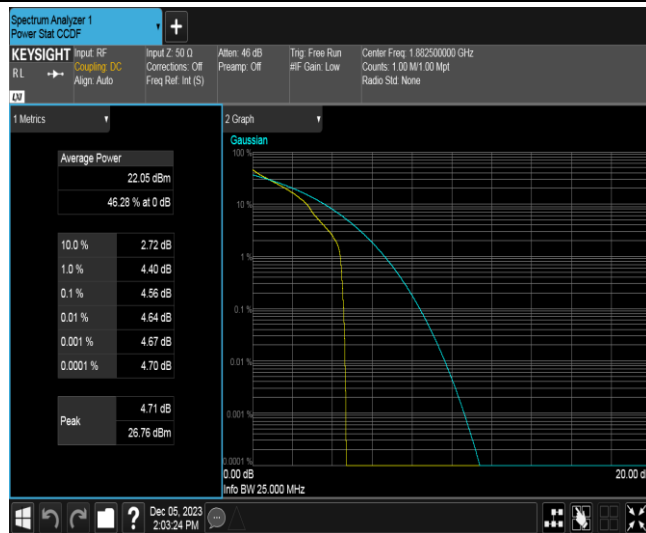 Spectrum Analyzer 1
Power Stat CCDF
+
KEYSIGHT
RL
LXI
Input: RF
Coupling: DC
Align: Auto
Input Z: 50 Ω
Corrections: Off
Freq Ref: Int (S)
Atten: 46 dB
Preamp: Off
Trig: Free Run
#IF Gain: Low
Center Freq: 1.882500000 GHz
Counts: 1.00 M/1.00 Mpt
Radio Std: None
1 Metrics
Average Power
22.05 dBm
46.28 % at 0 dB
10.0 % 2.72 dB
1.0 % 4.40 dB
0.1 % 4.56 dB
0.01 % 4.64 dB
0.001 % 4.67 dB
0.0001 % 4.70 dB
Peak
4.71 dB
26.76 dBm
2 Graph
Gaussian
100 %
10 %
1 %
0.1 %
0.01 %
0.001 %
0.0001 %
0.00 dB
20.00 d
Info BW 25.000 MHz
?
Dec 05, 2023
2:03:24 PM